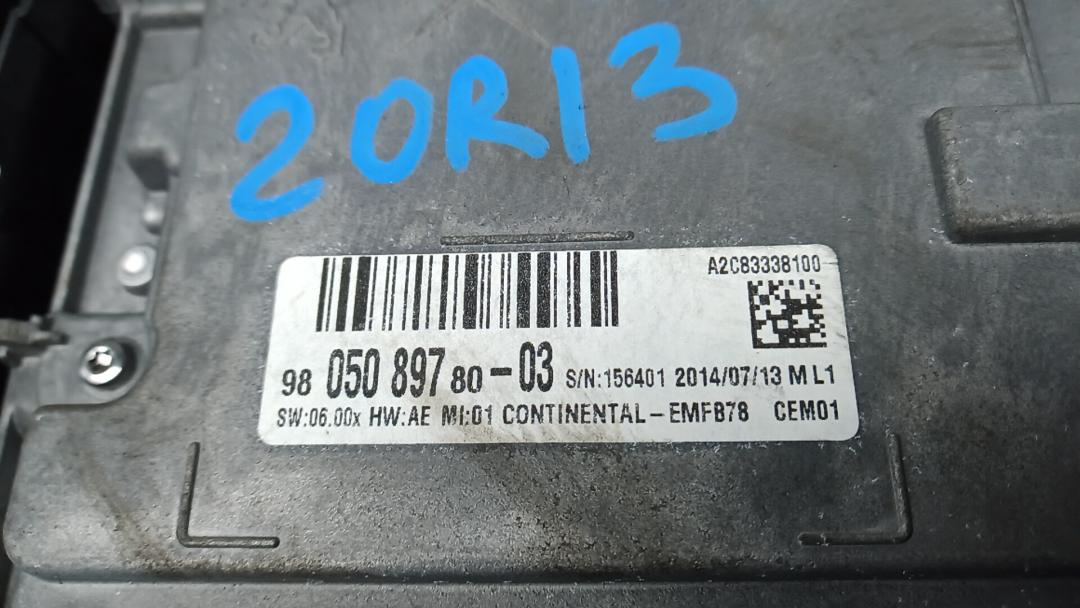 20R13
A2C83338100
98 050 897 80-03 S/N:156401 2014/07/13 M L1
SW:06.00x HW:AE MI:01 CONTINENTAL-EMFB78 CEM01